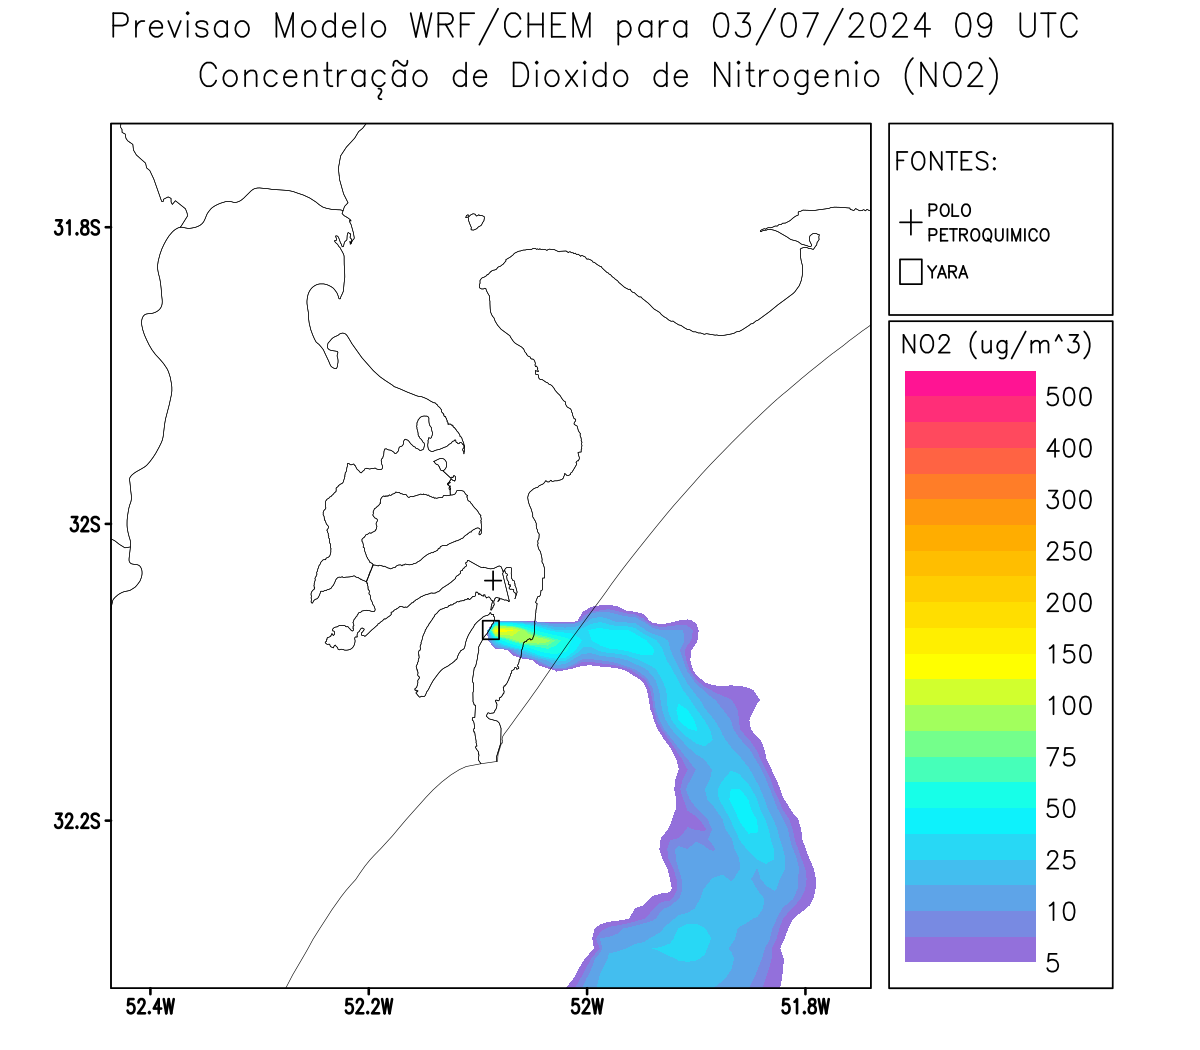 Previsao Modelo WRF/CHEM para 03/07/2024 09 UTC
Concentração de Dioxido de Nitrogenio (NO2)
FONTES:
POLO
PETROQUIMICO
YARA
NO2 (ug/m^3)
500
400
300
250
200
150
100
75
50
25
10
5
31.8S
32S
32.2S
52.4W
52.2W
52W
51.8W